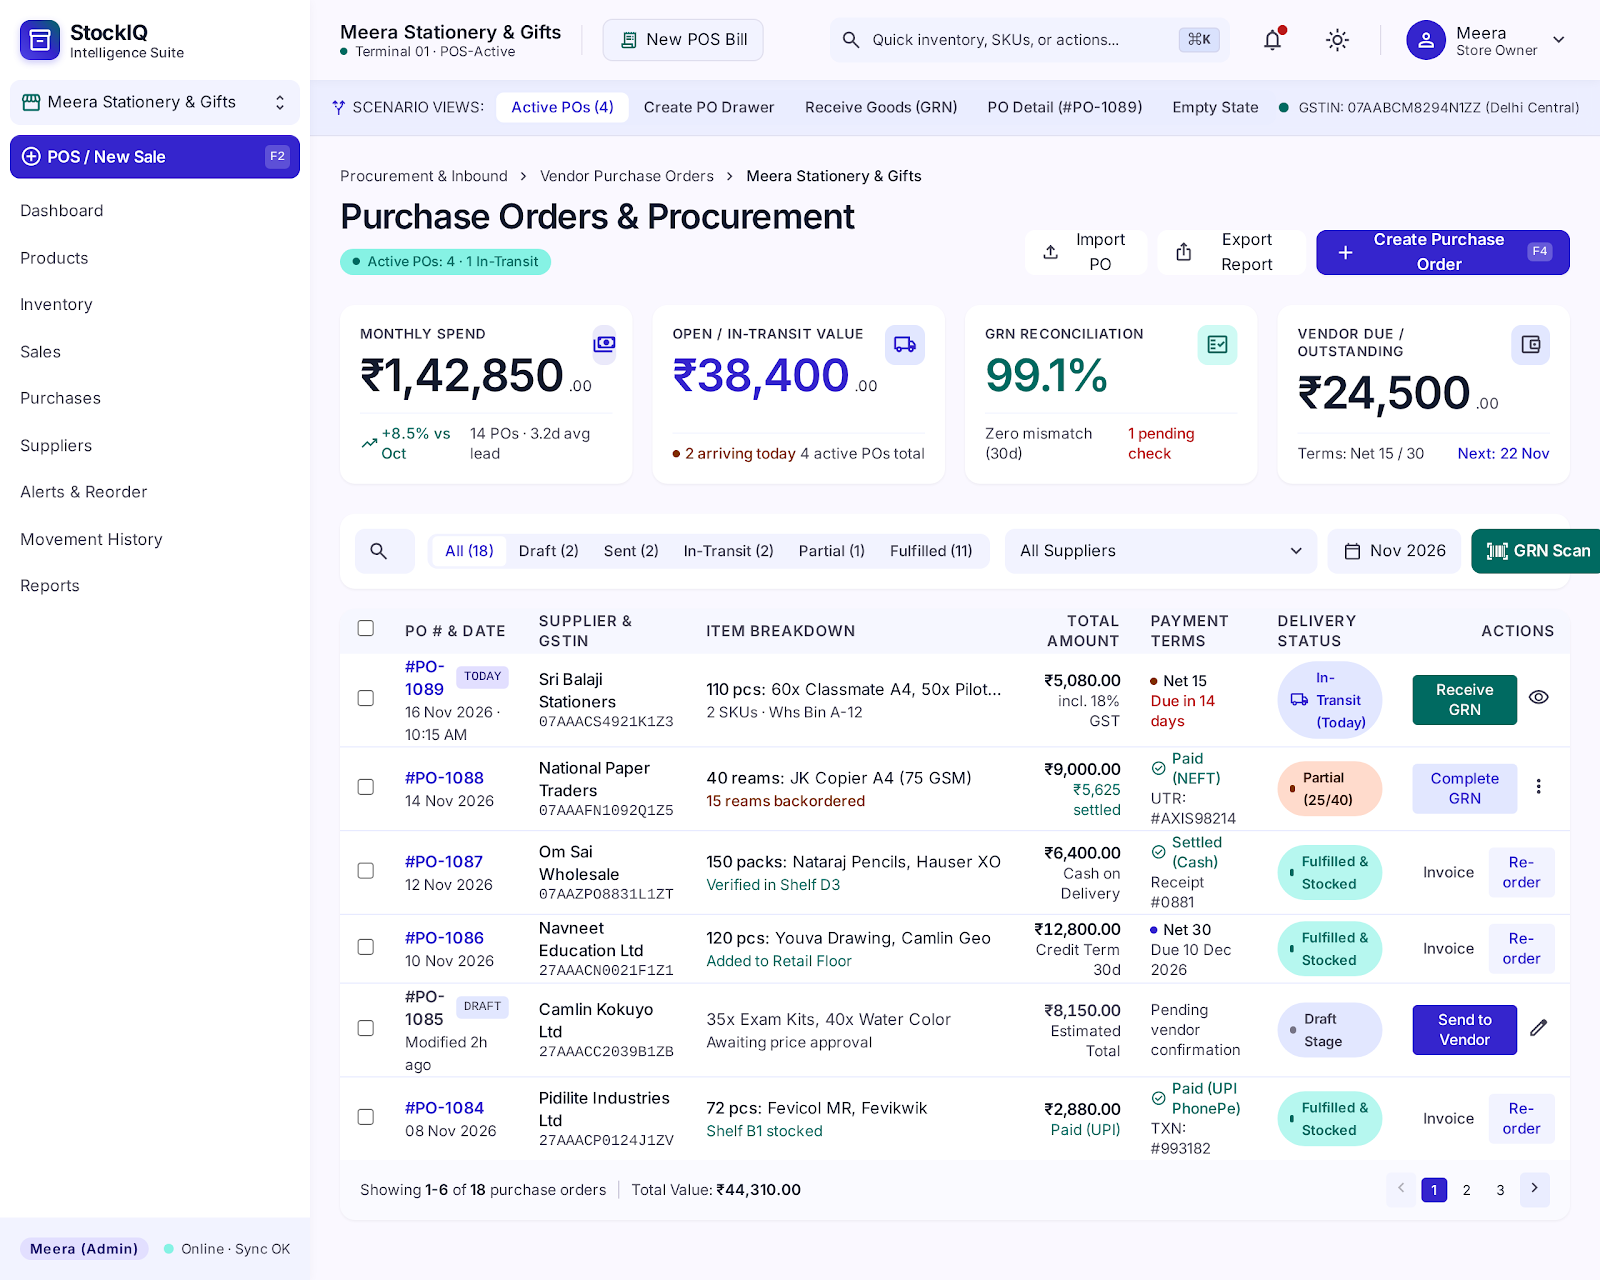 StockIQ
Intelligence Suite
Meera Stationery & Gifts
POS / New Sale F2
Dashboard
Products
Inventory
Sales
Purchases
Suppliers
Alerts & Reorder
Movement History
Reports
Meera (Admin) Online · Sync OK
Meera Stationery & Gifts
Terminal 01 · POS-Active
New POS Bill
Quick inventory, SKUs, or actions... ⌘K
Meera
Store Owner
SCENARIO VIEWS: Active POs (4) Create PO Drawer Receive Goods (GRN) PO Detail (#PO-1089) Empty State GSTIN: 07AABCM8294N1ZZ (Delhi Central)
Procurement & Inbound > Vendor Purchase Orders > Meera Stationery & Gifts
Purchase Orders & Procurement
Active POs: 4 · 1 In-Transit
Import
PO
Export
Report
Create Purchase
Order
F4
MONTHLY SPEND
₹1,42,850 .00
+8.5% vs
Oct
14 POs · 3.2d avg
lead
OPEN / IN-TRANSIT VALUE
₹38,400 .00
2 arriving today 4 active POs total
GRN RECONCILIATION
99.1%
Zero mismatch
(30d)
1 pending
check
VENDOR DUE /
OUTSTANDING
₹24,500 .00
Terms: Net 15 / 30 Next: 22 Nov
All (18) Draft (2) Sent (2) In-Transit (2) Partial (1) Fulfilled (11)
All Suppliers
Nov 2026
GRN Scan
PO # & DATE
SUPPLIER &
GSTIN
ITEM BREAKDOWN
TOTAL
AMOUNT
PAYMENT
TERMS
DELIVERY
STATUS
ACTIONS
#PO-
1089
TODAY
16 Nov 2026 ·
10:15 AM
Sri Balaji
Stationers
07AAACS4921K1Z3
110 pcs: 60x Classmate A4, 50x Pilot...
2 SKUs · Whs Bin A-12
₹5,080.00
incl. 18%
GST
Net 15
Due in 14
days
In-
Transit
(Today)
Receive
GRN
#PO-1088
14 Nov 2026
National Paper
Traders
07AAAFN1092Q1Z5
40 reams: JK Copier A4 (75 GSM)
15 reams backordered
₹9,000.00
₹5,625
settled
Paid
(NEFT)
UTR:
#AXIS98214
Partial
(25/40)
Complete
GRN
#PO-1087
12 Nov 2026
Om Sai
Wholesale
07AAZPO8831L1ZT
150 packs: Nataraj Pencils, Hauser XO
Verified in Shelf D3
₹6,400.00
Cash on
Delivery
Settled
(Cash)
Receipt
#0881
Fulfilled &
Stocked
Invoice
Re-
order
#PO-1086
10 Nov 2026
Navneet
Education Ltd
27AAACN0021F1Z1
120 pcs: Youva Drawing, Camlin Geo
Added to Retail Floor
₹12,800.00
Credit Term
30d
Net 30
Due 10 Dec
2026
Fulfilled &
Stocked
Invoice
Re-
order
#PO-
1085
DRAFT
Modified 2h
ago
Camlin Kokuyo
Ltd
27AAACC2039B1ZB
35x Exam Kits, 40x Water Color
Awaiting price approval
₹8,150.00
Estimated
Total
Pending
vendor
confirmation
Draft
Stage
Send to
Vendor
#PO-1084
08 Nov 2026
Pidilite Industries
Ltd
27AAACP0124J1ZV
72 pcs: Fevicol MR, Fevikwik
Shelf B1 stocked
₹2,880.00
Paid (UPI)
Paid (UPI
PhonePe)
TXN:
#993182
Fulfilled &
Stocked
Invoice
Re-
order
Showing 1-6 of 18 purchase orders Total Value: ₹44,310.00
1 2 3